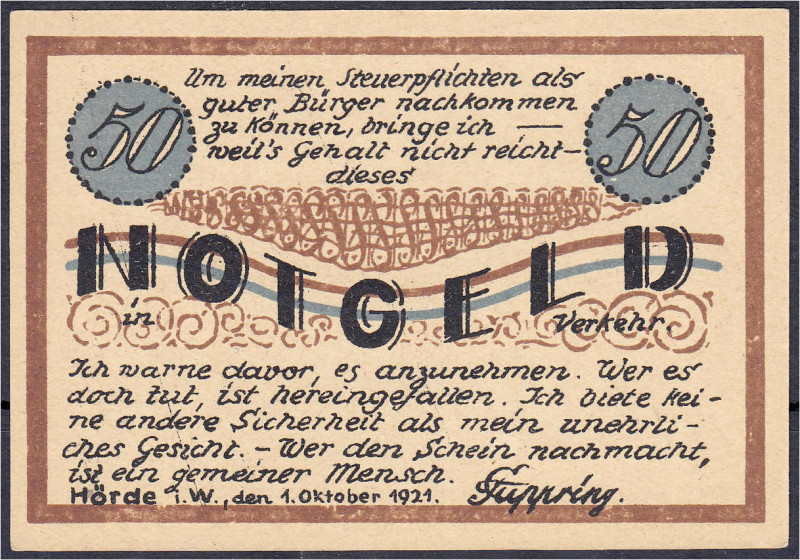 Um meinen Steuerpflichten als
guter Bürger nachkommen
zu können, bringe ich —
weil's Gehalt nicht reicht –
dieses
50 50
NOTGELD
in Verkehr.
Ich warne davor, es anzunehmen. Wer es
doch tut, ist hereingefallen. Ich biete kei-
ne andere Sicherheit als mein unehrli-
ches Gesicht. – Wer den Schein nachmacht,
ist ein gemeiner Mensch.
Hörde i.W., den 1. Oktober 1921.